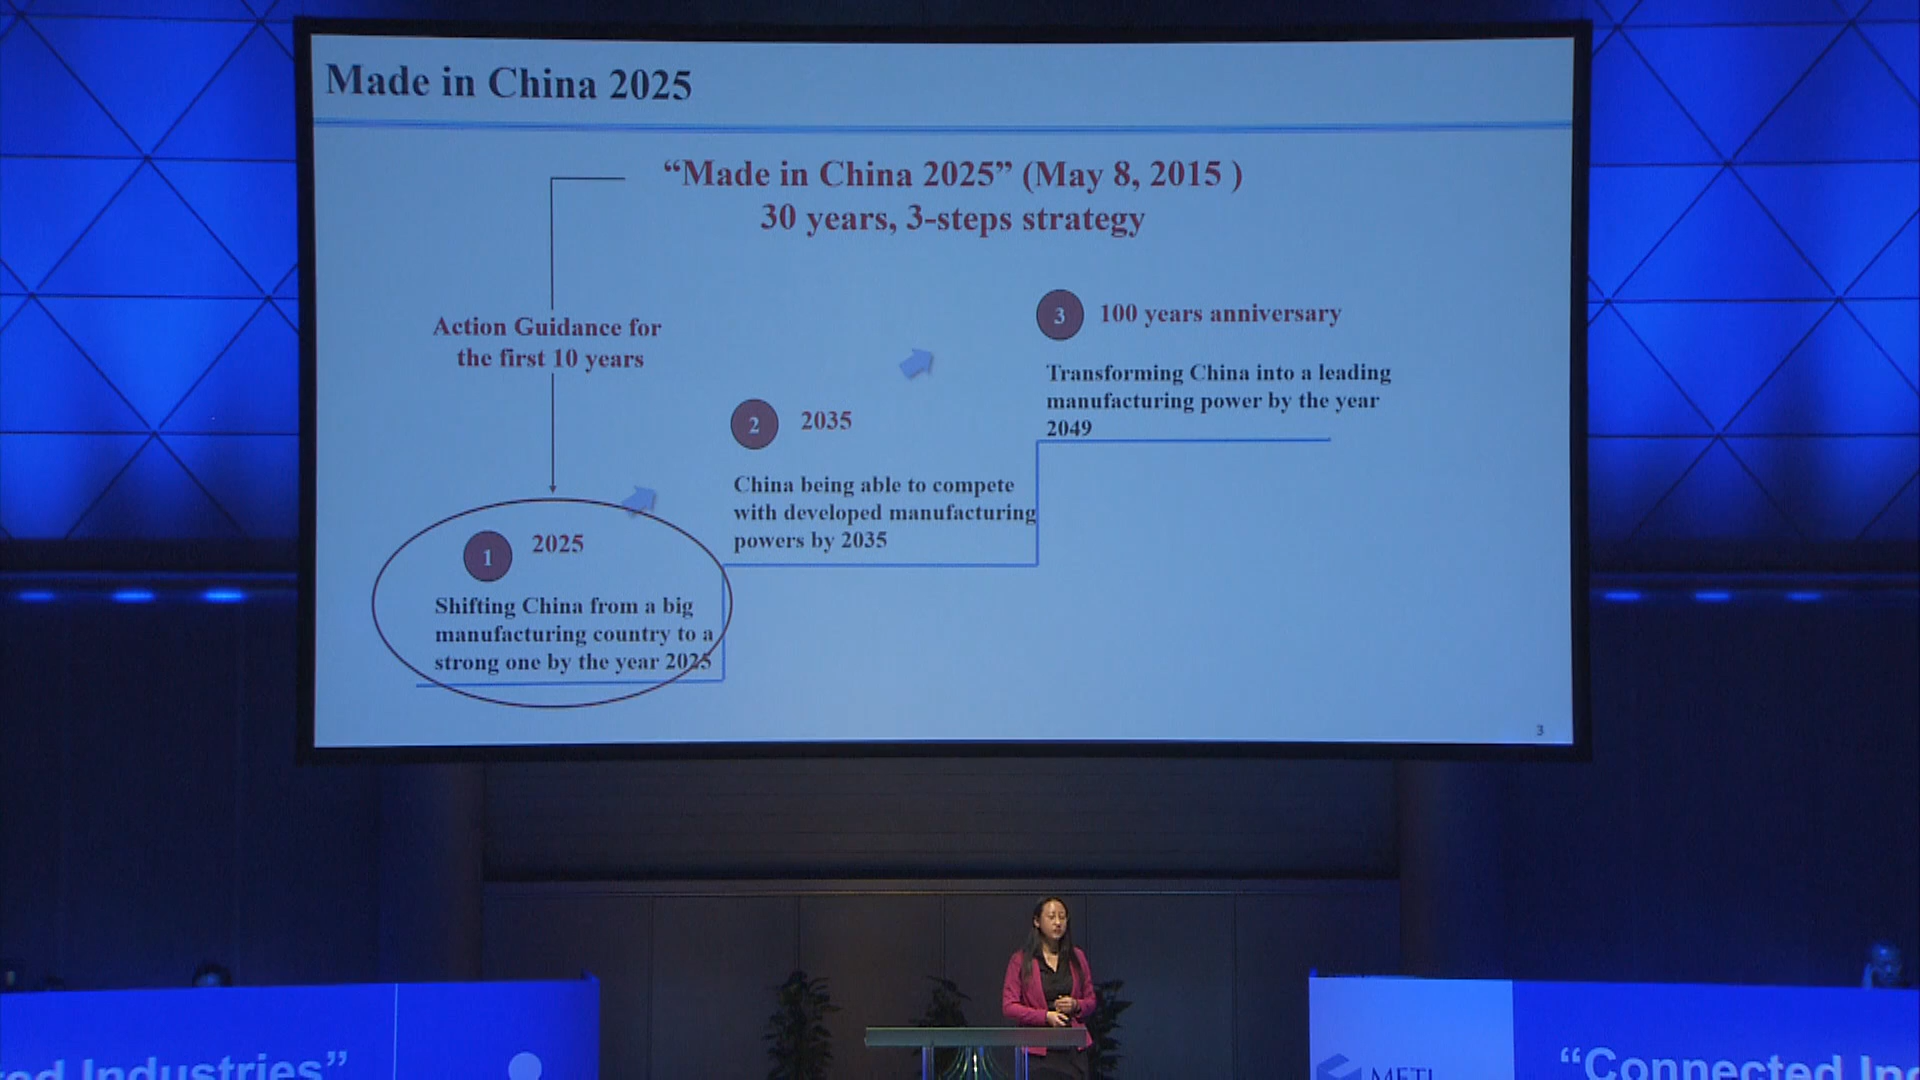 Made in China 2025
“Made in China 2025” (May 8, 2015 )
30 years, 3-steps strategy
Action Guidance for
the first 10 years
3
100 years anniversary
Transforming China into a leading
manufacturing power by the year
2049
2
2035
China being able to compete
with developed manufacturing
powers by 2035
1
2025
Shifting China from a big
manufacturing country to a
strong one by the year 2025
3
ed Industries”
METI
“Connected Inc